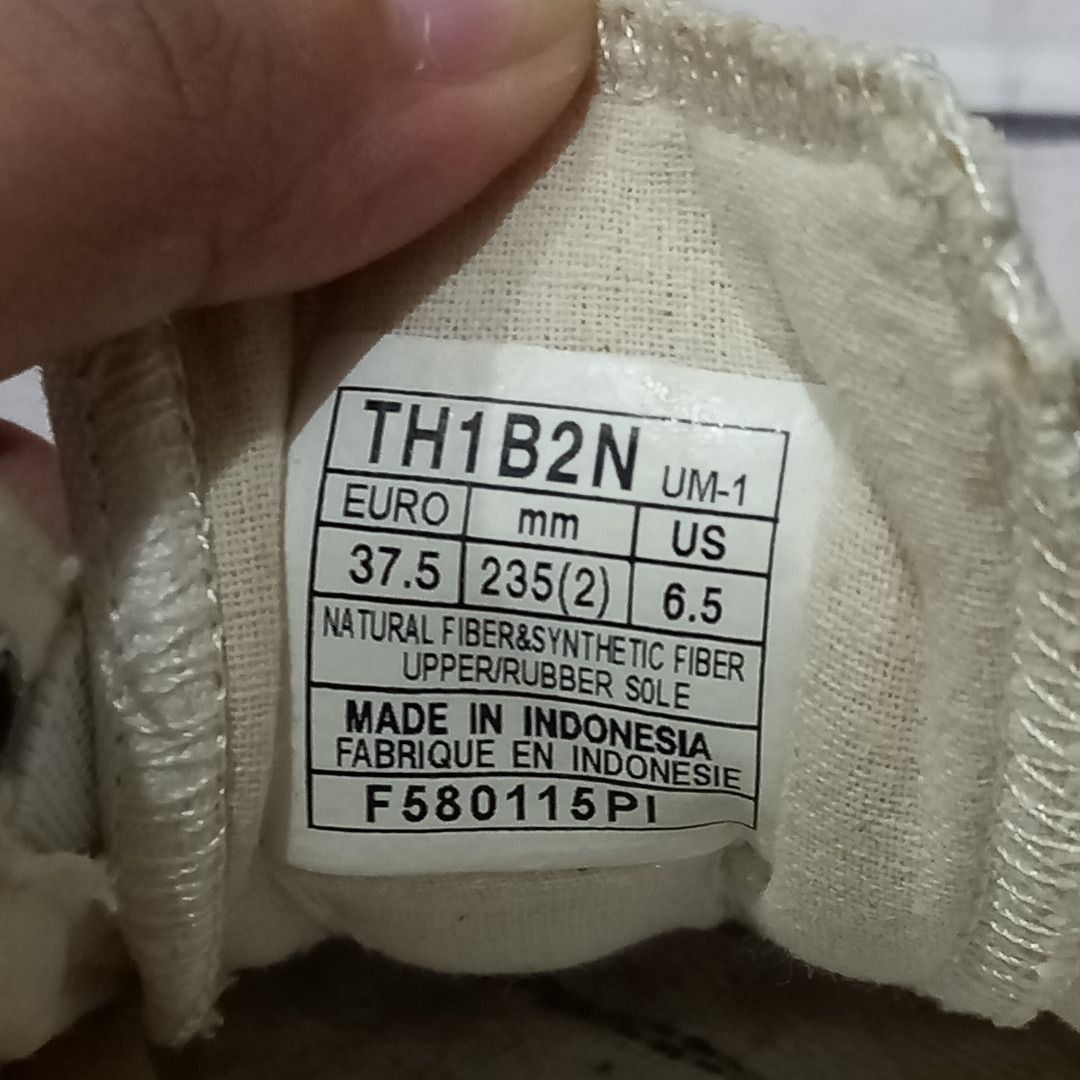 TH1B2N UM-1
EURO mm US
37.5 235(2) 6.5
NATURAL FIBER&SYNTHETIC FIBER
UPPER/RUBBER SOLE
MADE IN INDONESIA
FABRIQUE EN INDONESIE
F580115PI